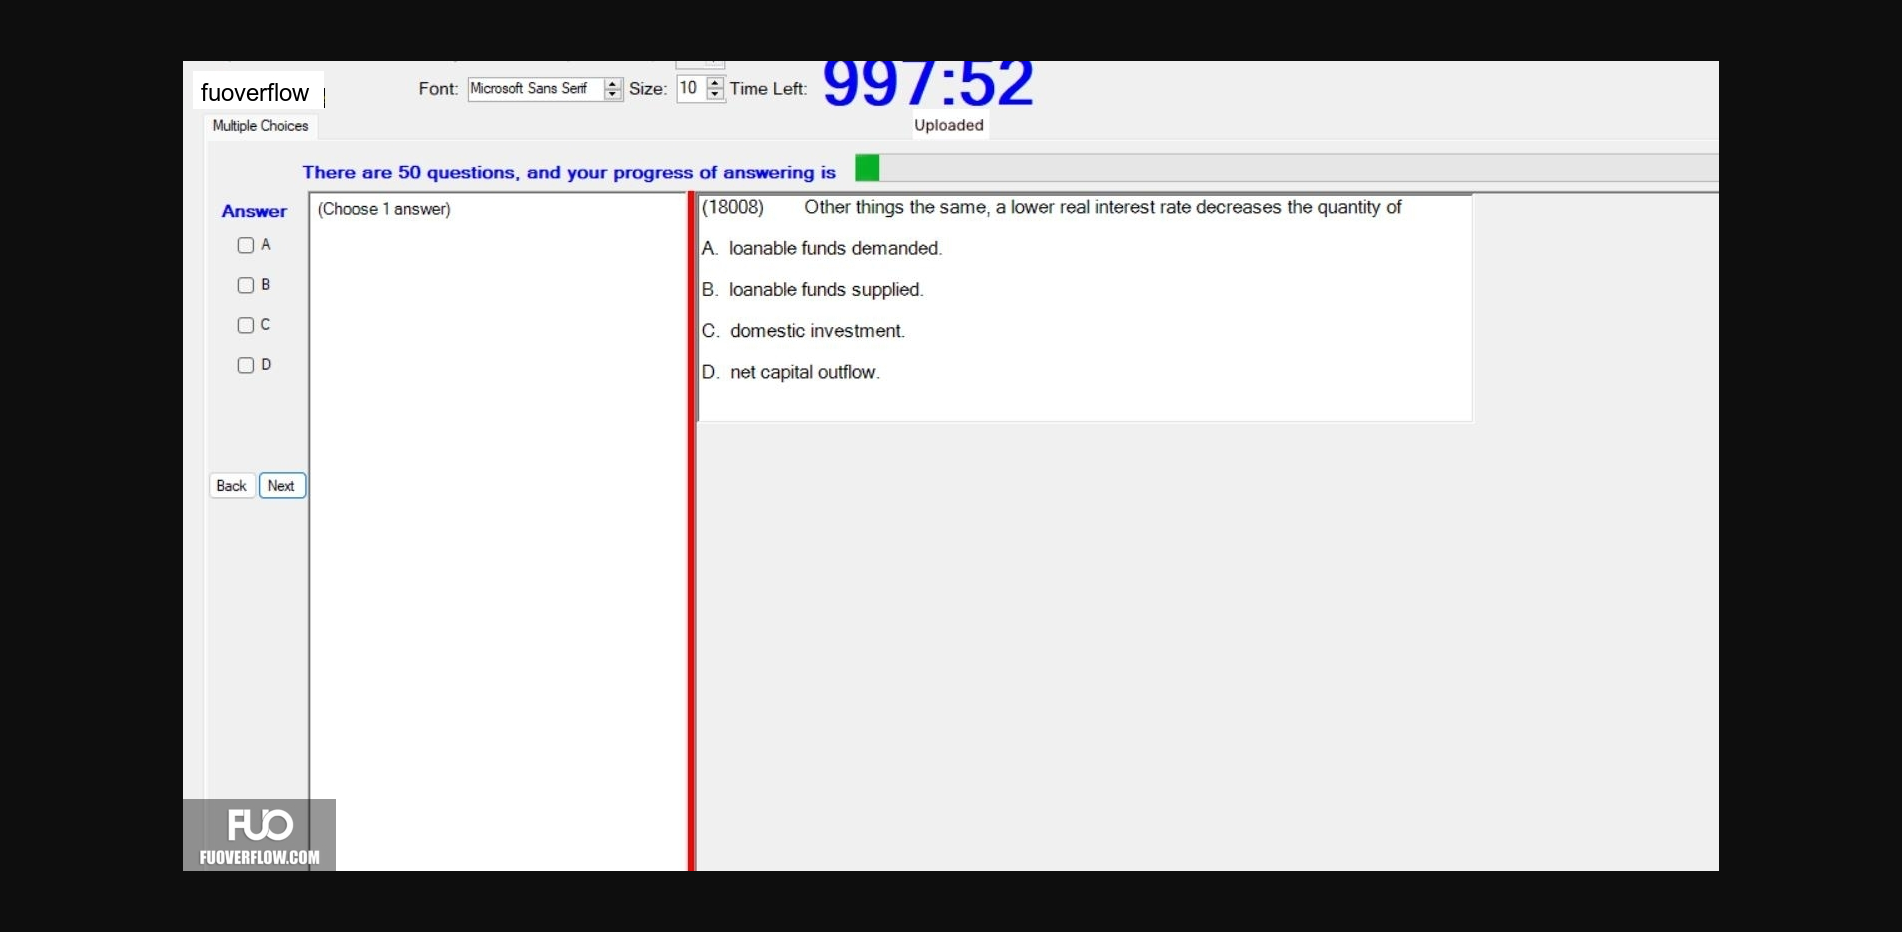 fuoverflow
Font: Microsoft Sans Serif Size: 10 Time Left: 997:52
Multiple Choices
Uploaded
There are 50 questions, and your progress of answering is
Answer
(Choose 1 answer)
A
B
C
D
Back Next
(18008) Other things the same, a lower real interest rate decreases the quantity of
A. loanable funds demanded.
B. loanable funds supplied.
C. domestic investment.
D. net capital outflow.
FUO
FUOVERFLOW.COM